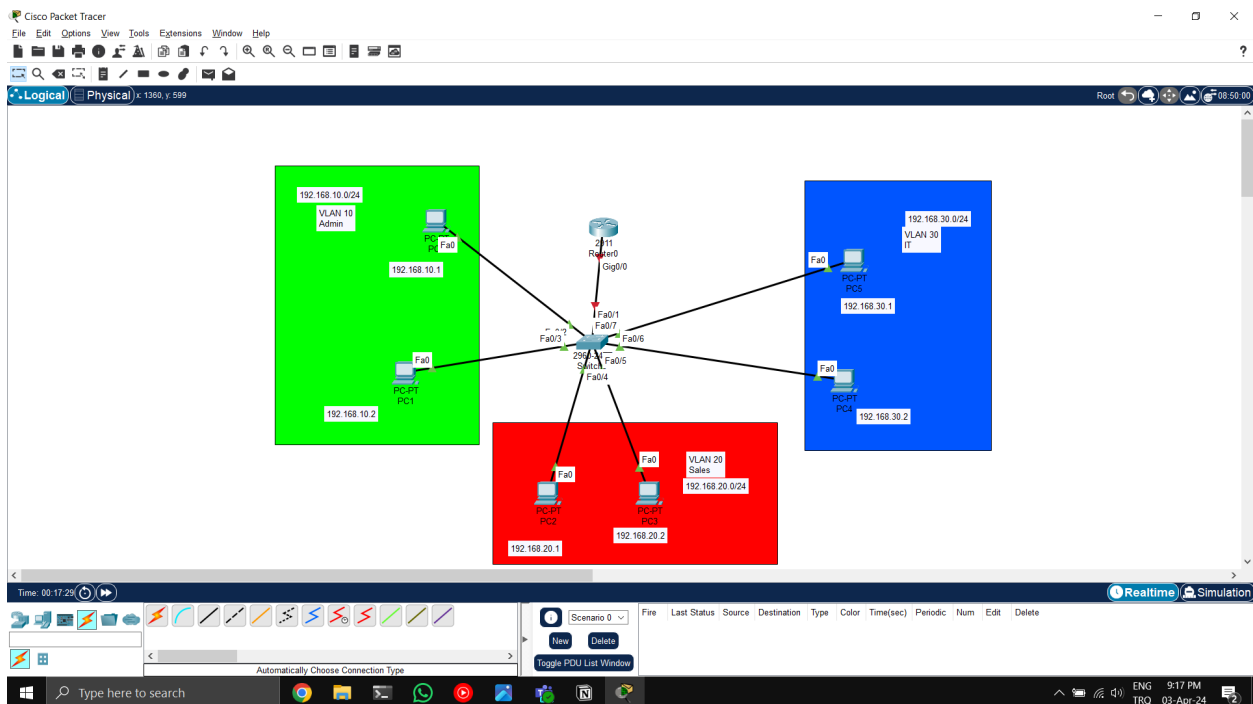 Cisco Packet Tracer
File Edit Options View Tools Extensions Window Help
?
Logical Physical x: 1360, y: 599
Root 08:50:00
192.168.10.0/24
VLAN 10
Admin
Fa0
192.168.10.1
Fa0
PC-PT
PC1
192.168.10.2
Router0
Gig0/0
Fa0/1
Fa0/7
Fa0/3
Fa0/6
Fa0/5
Fa0/4
192.168.30.0/24
VLAN 30
IT
Fa0
PC-PT
PC5
192.168.30.1
Fa0
PC-PT
PC4
192.168.30.2
Fa0
PC-PT
PC2
192.168.20.1
Fa0
PC-PT
PC3
192.168.20.2
VLAN 20
Sales
192.168.20.0/24
Time: 00:17:29
Realtime Simulation
Scenario 0
New Delete
Toggle PDU List Window
Fire Last Status Source Destination Type Color Time(sec) Periodic Num Edit Delete
Automatically Choose Connection Type
Type here to search
ENG 9:17 PM
TRQ 03-Apr-24
2